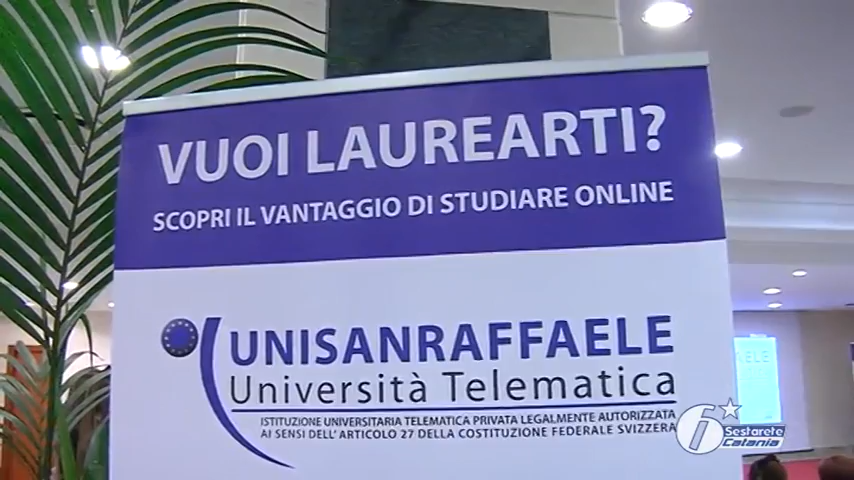 VUOI LAUREARTI?
SCOPRI IL VANTAGGIO DI STUDIARE ONLINE
UNISANRAFFAELE
Università Telematica
ISTITUZIONE UNIVERSITARIA TELEMATICA PRIVATA LEGALMENTE AUTORIZZATA
AI SENSI DELL'ARTICOLO 27 DELLA COSTITUZIONE FEDERALE SVIZZERA
6
Sestarete
Catania